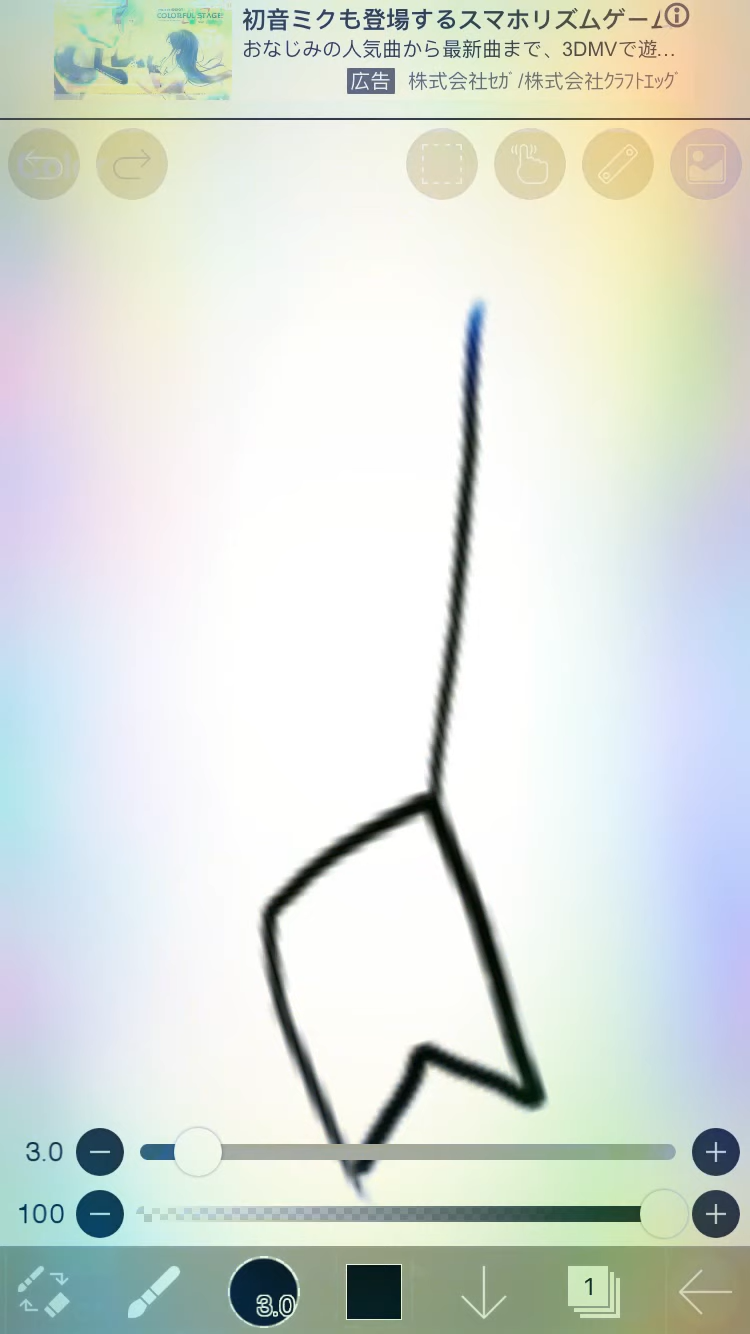 COLORFUL STAGE!
初音ミクも登場するスマホリズムゲーム
おなじみの人気曲から最新曲まで、3DMVで遊…
広告 株式会社ｾｶﾞ/株式会社ｸﾗﾌﾄｴｯｸﾞ
3.0
100
3.0
1